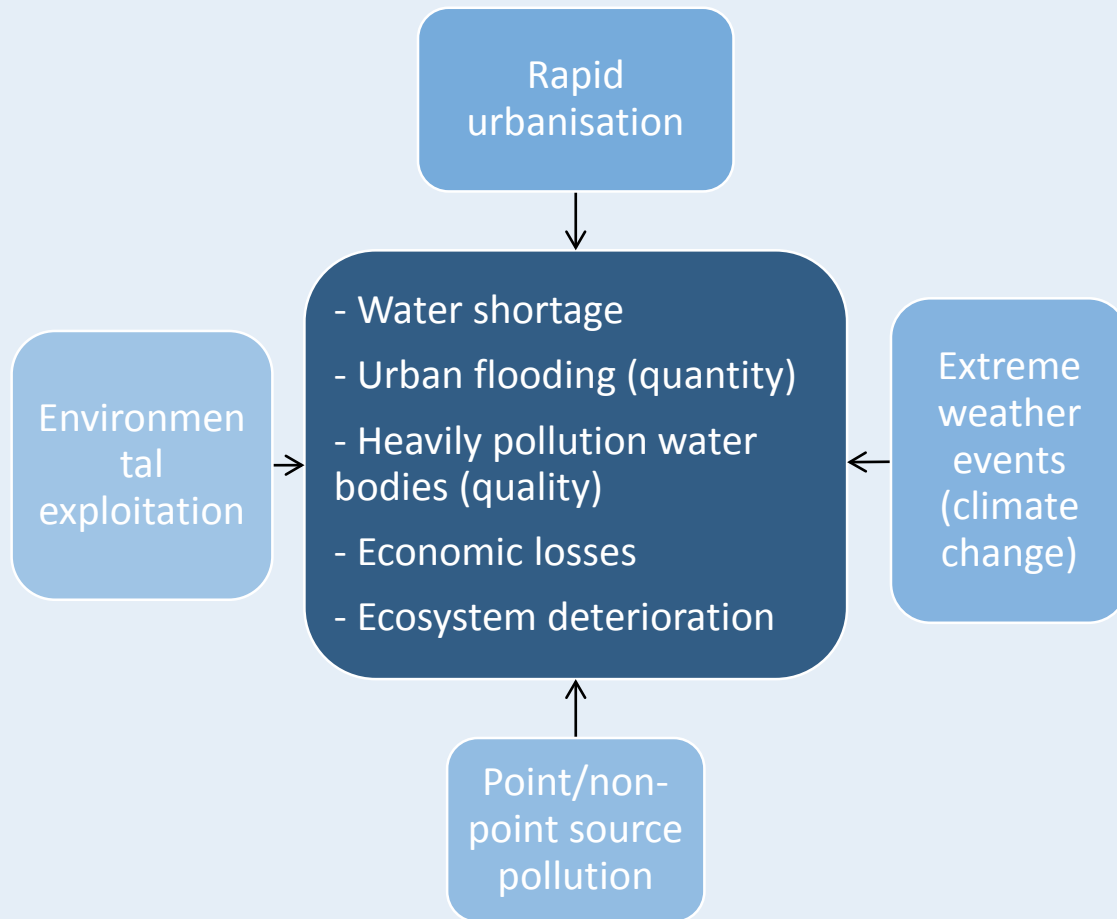 Rapid
urbanisation
- Water shortage
- Urban flooding (quantity)
- Heavily pollution water
bodies (quality)
- Economic losses
- Ecosystem deterioration
Environmen
tal
exploitation
Extreme
weather
events
(climate
change)
Point/non-
point source
pollution